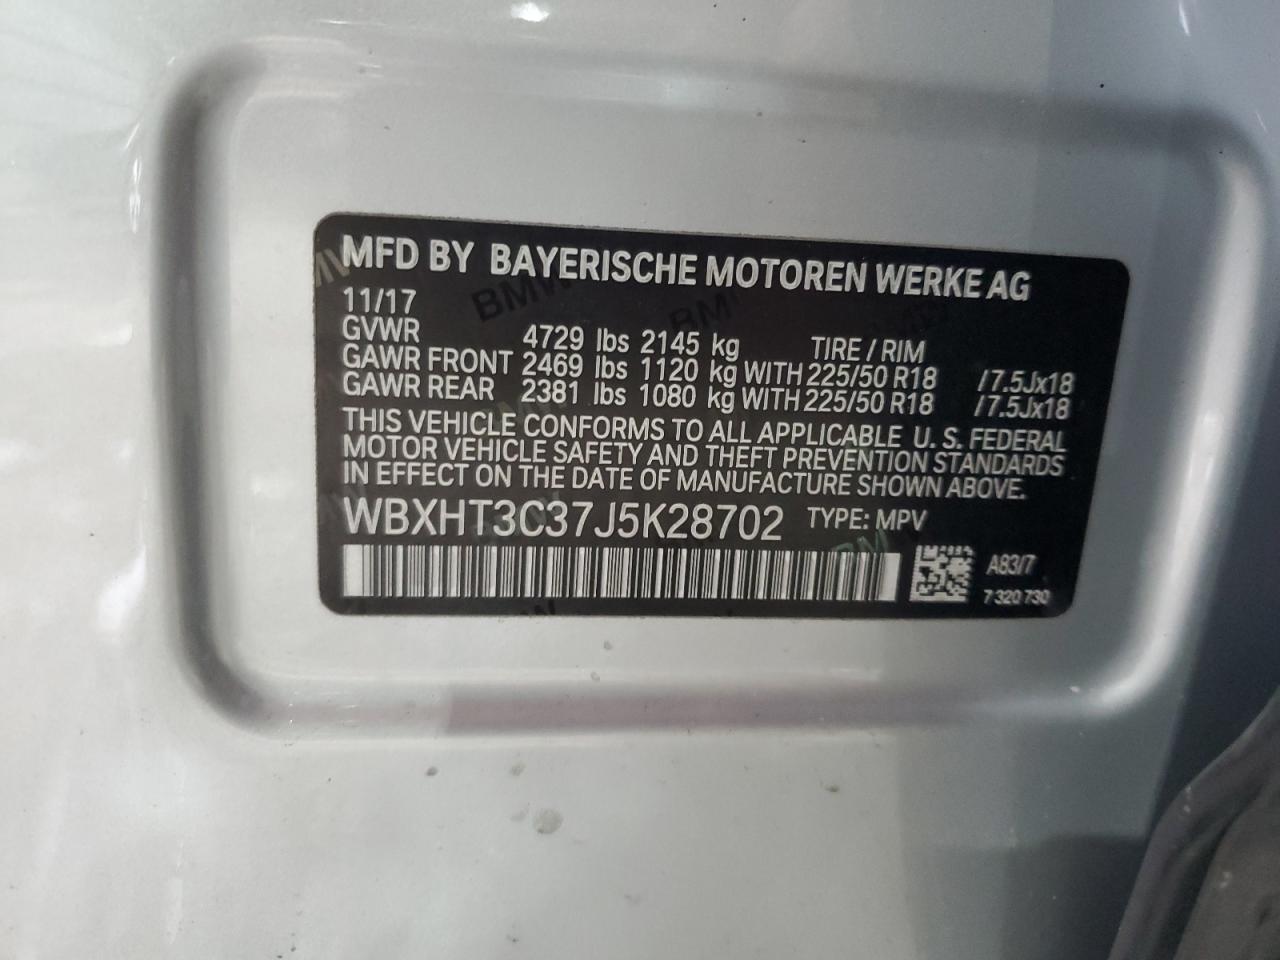 MFD BY BAYERISCHE MOTOREN WERKE AG
11/17
GVWR 4729 lbs 2145 kg TIRE / RIM
GAWR FRONT 2469 lbs 1120 kg WITH 225/50 R18 /7.5Jx18
GAWR REAR 2381 lbs 1080 kg WITH 225/50 R18 /7.5Jx18
THIS VEHICLE CONFORMS TO ALL APPLICABLE U. S. FEDERAL
MOTOR VEHICLE SAFETY AND THEFT PREVENTION STANDARDS
IN EFFECT ON THE DATE OF MANUFACTURE SHOWN ABOVE.
WBXHT3C37J5K28702 TYPE: MPV
A83/7
7 320 730